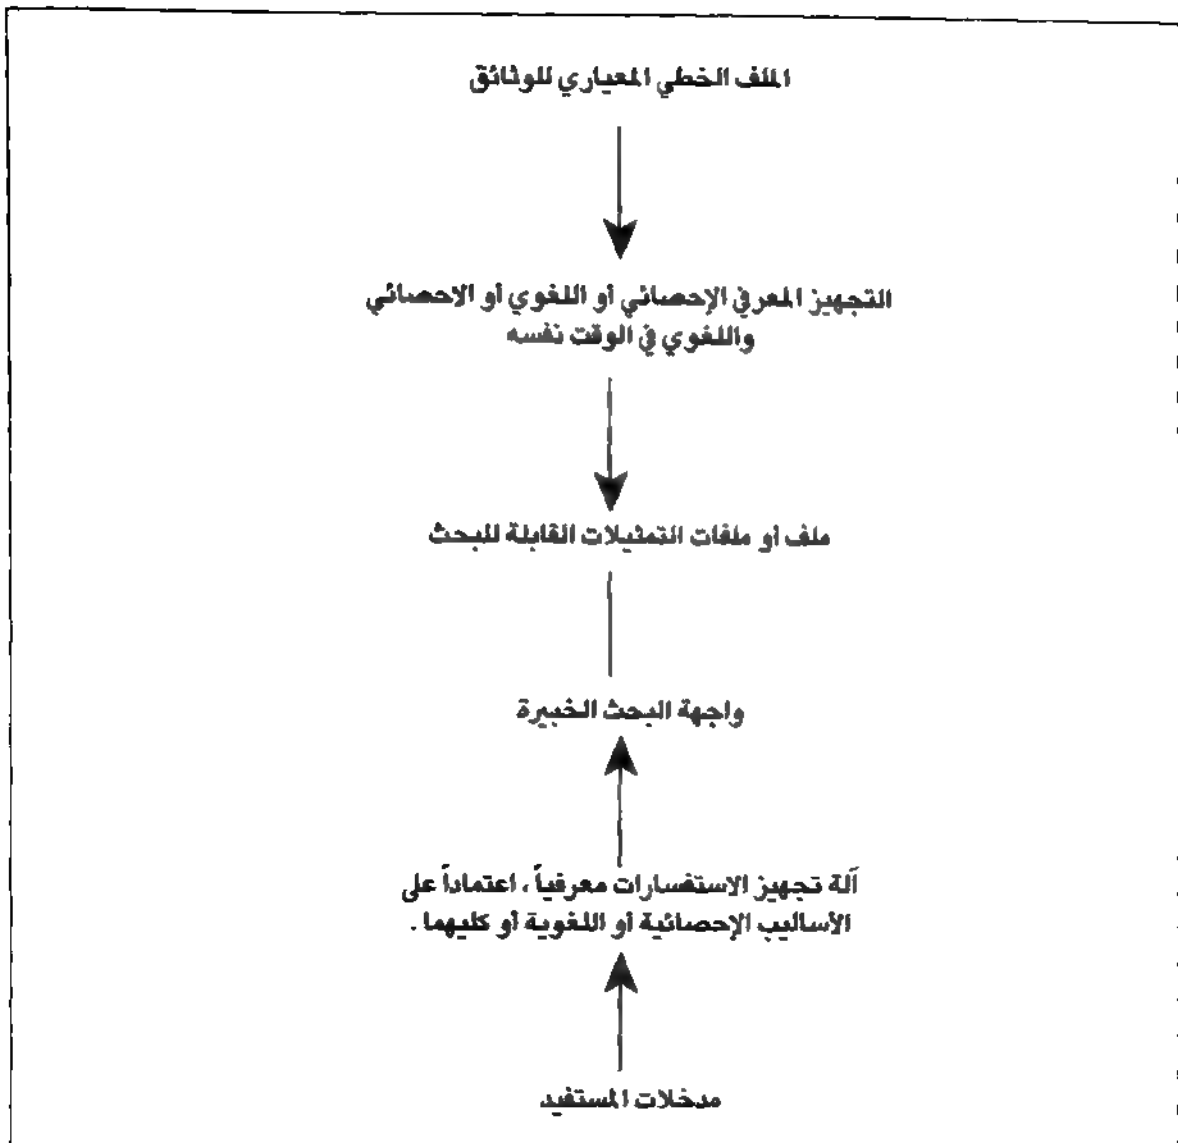 الملف الخطي المعياري للوثائق
التجهيز المعرفي الإحصائي أو اللغوي أو الاحصائي
واللغوي في الوقت نفسه
ملف أو ملفات التمثيلات القابلة للبحث
واجهة البحث الخبيرة
آلة تجهيز الاستفسارات معرفياً ، اعتماداً على
الأساليب الإحصائية أو اللغوية أو كليهما .
مدخلات المستفيد